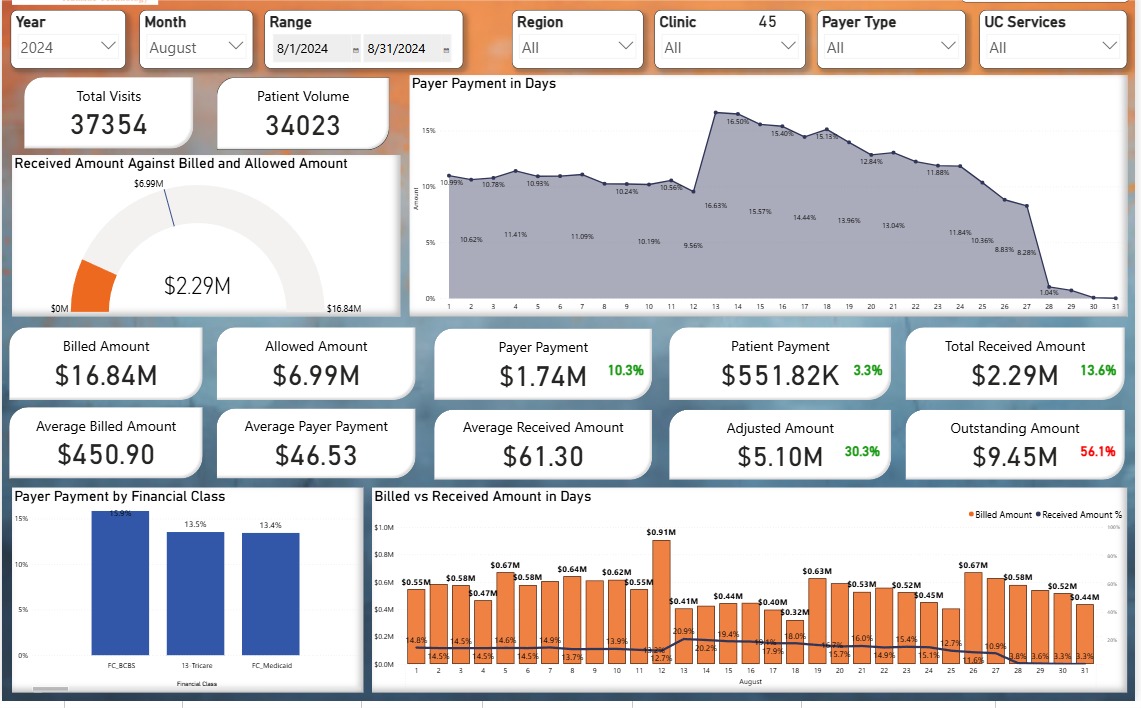 Year
2024
Month
August
Range
8/1/2024
8/31/2024
Region
All
Clinic 45
All
Payer Type
All
UC Services
All
Total Visits
37354
Patient Volume
34023
Received Amount Against Billed and Allowed Amount
$6.99M
$2.29M
$0M
$16.84M
Payer Payment in Days
Amount
15%
10%
5%
0%
10.99%
10.62%
10.78%
11.41%
10.93%
11.09%
10.24%
10.19%
10.56%
9.56%
16.63%
16.50%
15.57%
15.40%
14.44%
15.13%
13.96%
12.84%
13.04%
11.88%
11.84%
10.36%
8.83%
8.28%
1.04%
1 2 3 4 5 6 7 8 9 10 11 12 13 14 15 16 17 18 19 20 21 22 23 24 25 26 27 28 29 30 31
Billed Amount
$16.84M
Allowed Amount
$6.99M
Payer Payment
$1.74M 10.3%
Patient Payment
$551.82K 3.3%
Total Received Amount
$2.29M 13.6%
Average Billed Amount
$450.90
Average Payer Payment
$46.53
Average Received Amount
$61.30
Adjusted Amount
$5.10M 30.3%
Outstanding Amount
$9.45M 56.1%
Payer Payment by Financial Class
15%
10%
5%
0%
15.9%
13.5%
13.4%
FC_BCBS
13-Tricare
FC_Medicaid
Financial Class
Billed vs Received Amount in Days
Billed Amount
Received Amount %
$1.0M
$0.8M
$0.6M
$0.4M
$0.2M
$0.0M
100%
80%
60%
40%
20%
$0.55M
$0.58M
$0.47M
$0.67M
$0.58M
$0.64M
$0.62M
$0.55M
$0.91M
$0.41M
$0.44M
$0.40M
$0.32M
$0.63M
$0.53M
$0.52M
$0.45M
$0.67M
$0.58M
$0.52M
$0.44M
14.8%
14.5%
14.5%
14.5%
14.6%
14.5%
14.9%
13.7%
13.9%
13.2%
12.7%
20.9%
20.2%
19.4%
17.9%
18.0%
15.7%
16.0%
14.9%
15.4%
15.1%
12.7%
11.6%
10.9%
3.8%
3.6%
3.3%
3.3%
1 2 3 4 5 6 7 8 9 10 11 12 13 14 15 16 17 18 19 20 21 22 23 24 25 26 27 28 29 30 31
August